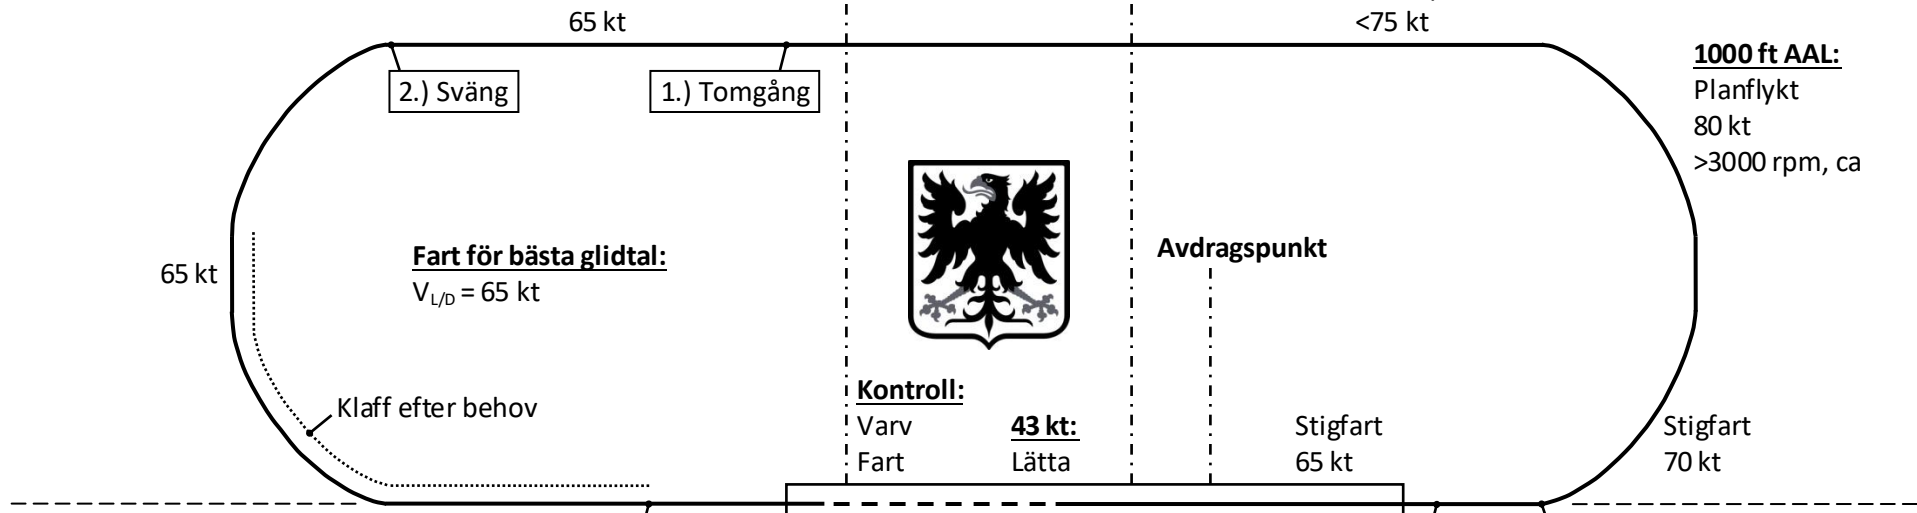 65 kt
<75 kt
1000 ft AAL:
Planflykt
80 kt
>3000 rpm, ca
2.) Sväng
1.) Tomgång
65 kt
Fart för bästa glidtal:
VL/D = 65 kt
Avdragspunkt
Klaff efter behov
Kontroll:
Varv
Fart
43 kt:
Lätta
Stigfart
65 kt
Stigfart
70 kt